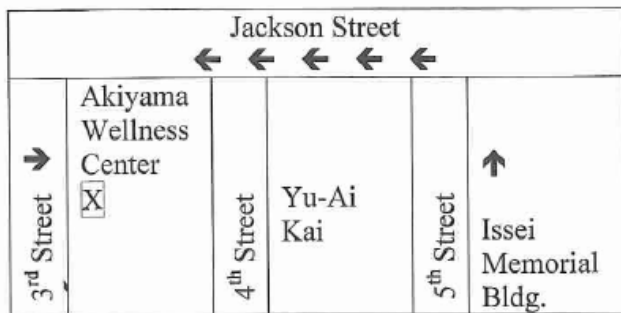 Jackson Street
← ← ← ← ←
Akiyama
Wellness
Center
X
→
3rd Street
4th Street
Yu-Ai
Kai
5th Street
↑
Issei
Memorial
Bldg.